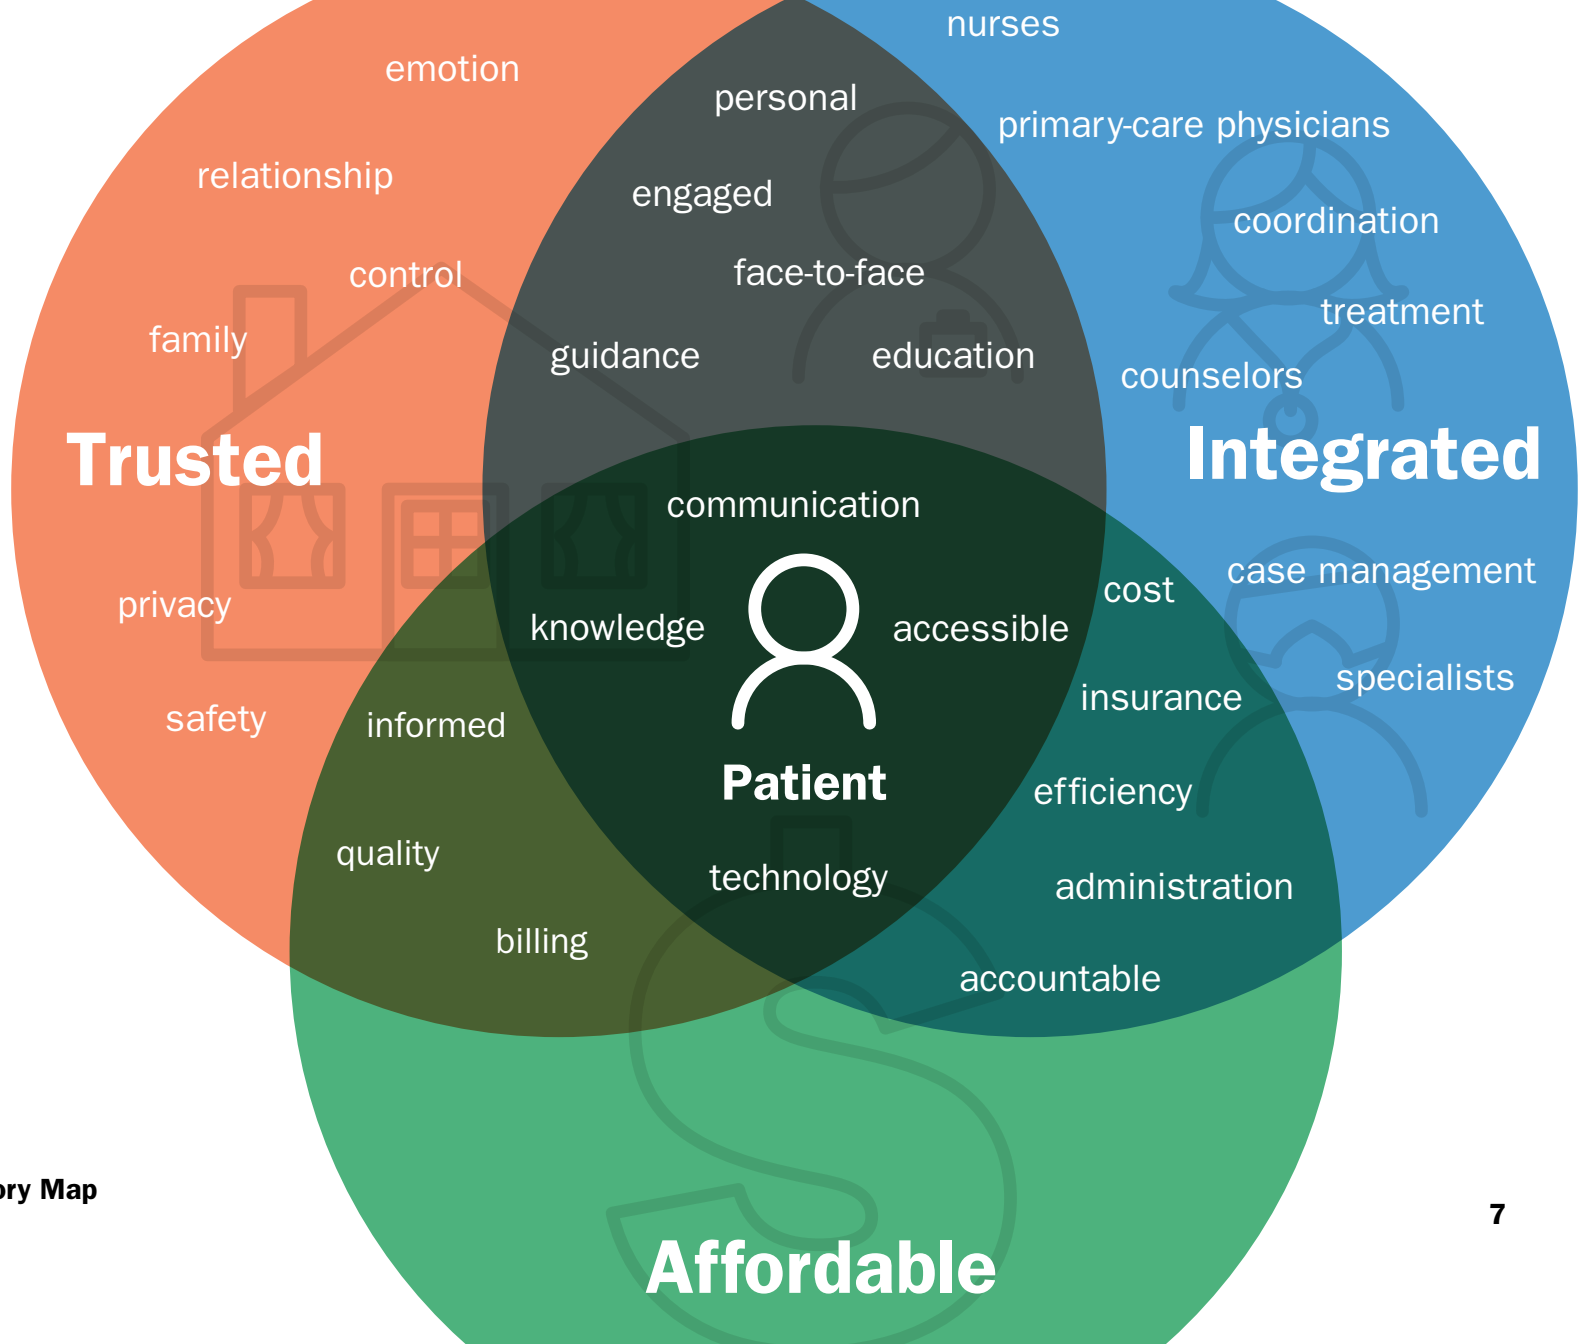 nurses
emotion
personal
primary-care physicians
relationship
engaged
coordination
control
face-to-face
treatment
family
guidance
education
counselors
Trusted
Integrated
communication
case management
cost
privacy
knowledge
accessible
specialists
insurance
safety
informed
Patient
efficiency
quality
technology
administration
billing
accountable
Map
7
Affordable